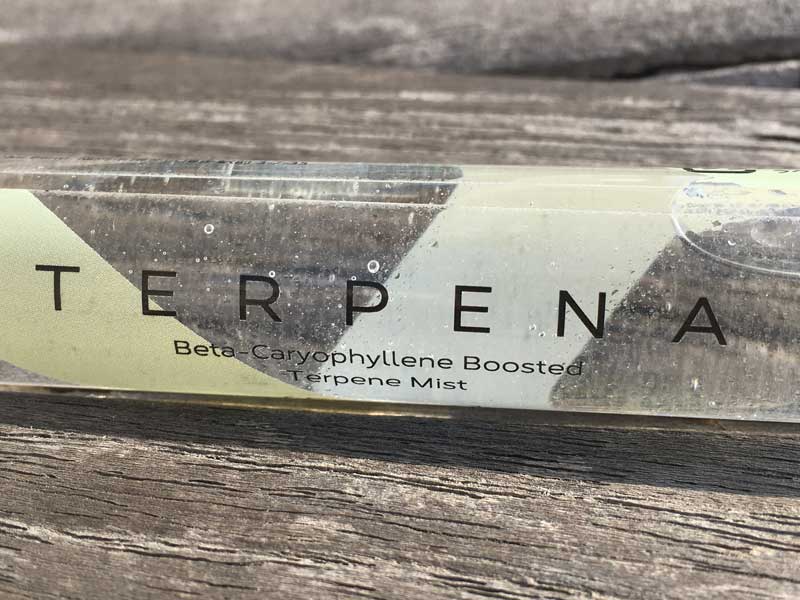 TERPENA
Beta-Caryophyllene Boosted
Terpene Mist